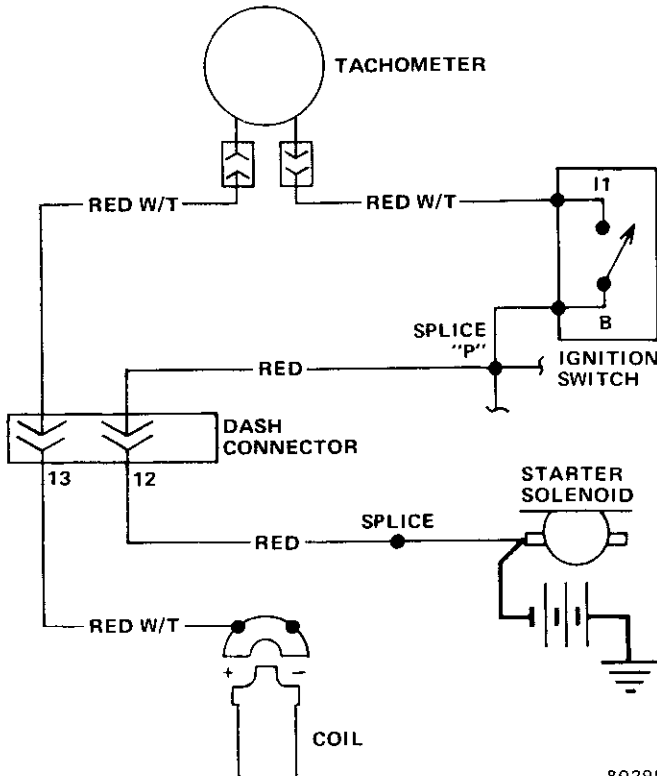 TACHOMETER
RED W/T
RED W/T
I1
B
SPLICE
"P"
IGNITION
SWITCH
RED
DASH
CONNECTOR
13
12
STARTER
SOLENOID
SPLICE
RED
RED W/T
+
−
COIL